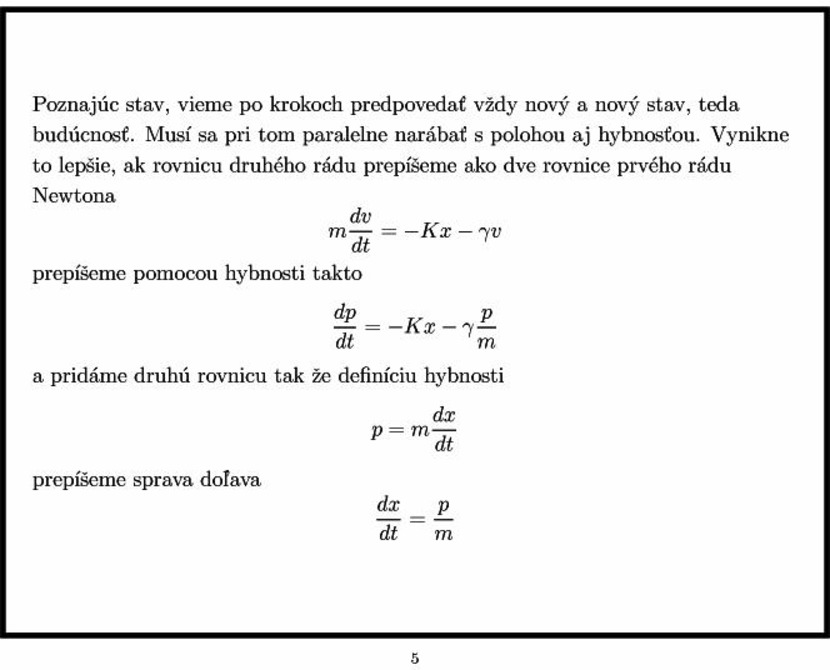 Poznajúc stav, vieme po krokoch predpovedať vždy nový a nový stav, teda
budúcnosť. Musí sa pri tom paralelne narábať s polohou aj hybnosťou. Vynikne
to lepšie, ak rovnicu druhého rádu prepíšeme ako dve rovnice prvého rádu
Newtona
m dv/dt = −Kx − γv
prepíšeme pomocou hybnosti takto
dp/dt = −Kx − γ p/m
a pridáme druhú rovnicu tak že definíciu hybnosti
p = m dx/dt
prepíšeme sprava doľava
dx/dt = p/m
5